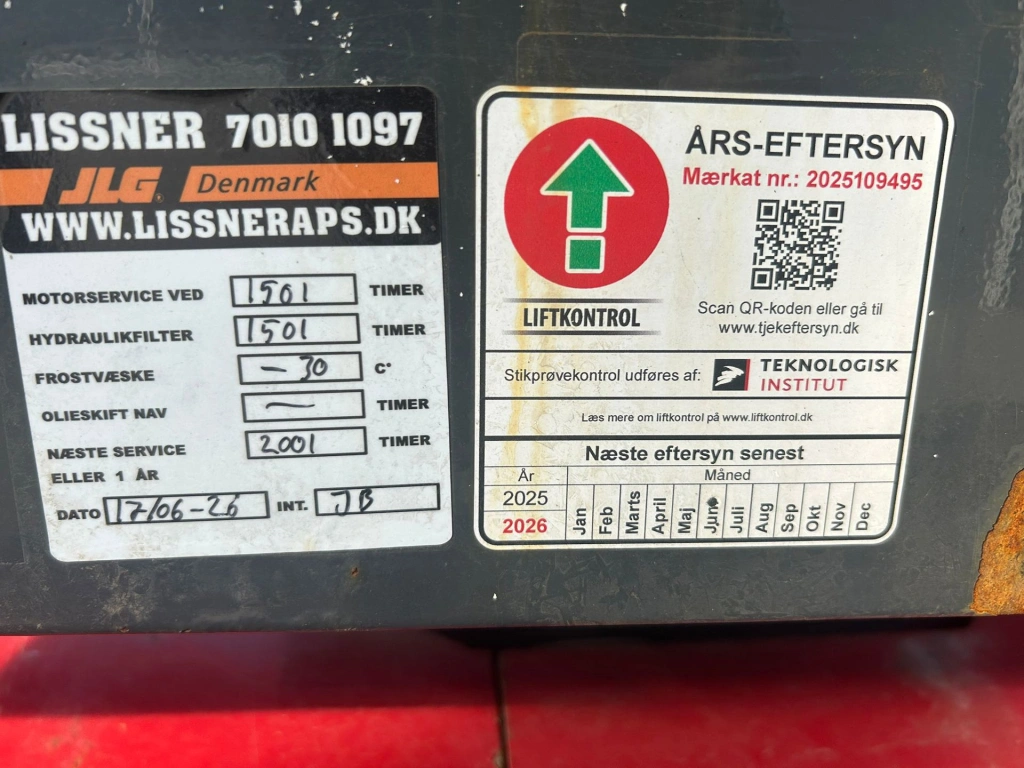 LISSNER 7010 1097
JLG Denmark
WWW.LISSNERAPS.DK
MOTORSERVICE VED 1501 TIMER
HYDRAULIKFILTER 1501 TIMER
FROSTVÆSKE -30 C°
OLIESKIFT NAV — TIMER
NÆSTE SERVICE 2001 TIMER
ELLER 1 ÅR
DATO 17/06-26 INT. JB
ÅRS-EFTERSYN
Mærkat nr.: 2025109495
Scan QR-koden eller gå til
www.tjekeftersyn.dk
LIFTKONTROL
Stikprøvekontrol udføres af: TEKNOLOGISK
INSTITUT
Læs mere om liftkontrol på www.liftkontrol.dk
Næste eftersyn senest
År Måned
2025
2026 Jan Feb Marts April Maj Juni Juli Aug Sep Okt Nov Dec